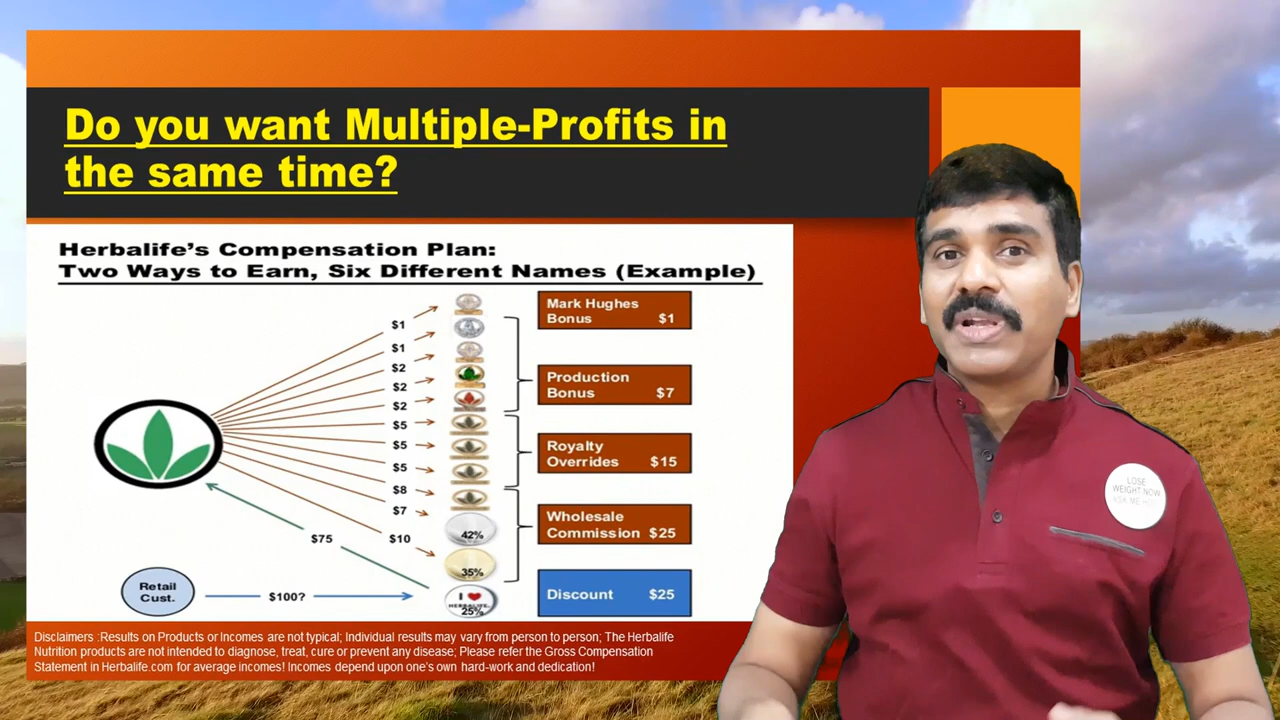 Do you want Multiple-Profits in
the same time?
Herbalife's Compensation Plan:
Two Ways to Earn, Six Different Names (Example)
$1
$1
$2
$2
$2
$5
$5
$5
$8
$7
$10
$75
Retail
Cust.
$100?
42%
35%
I
HERBALIFE
25%
Mark Hughes
Bonus $1
Production
Bonus $7
Royalty
Overrides $15
Wholesale
Commission $25
Discount $25
LOSE
WEIGHT NOW
ASK ME
Disclaimers :Results on Products or Incomes are not typical; Individual results may vary from person to person; The Herbalife
Nutrition products are not intended to diagnose, treat, cure or prevent any disease; Please refer the Gross Compensation
Statement in Herbalife.com for average incomes! Incomes depend upon one's own hard-work and dedication!